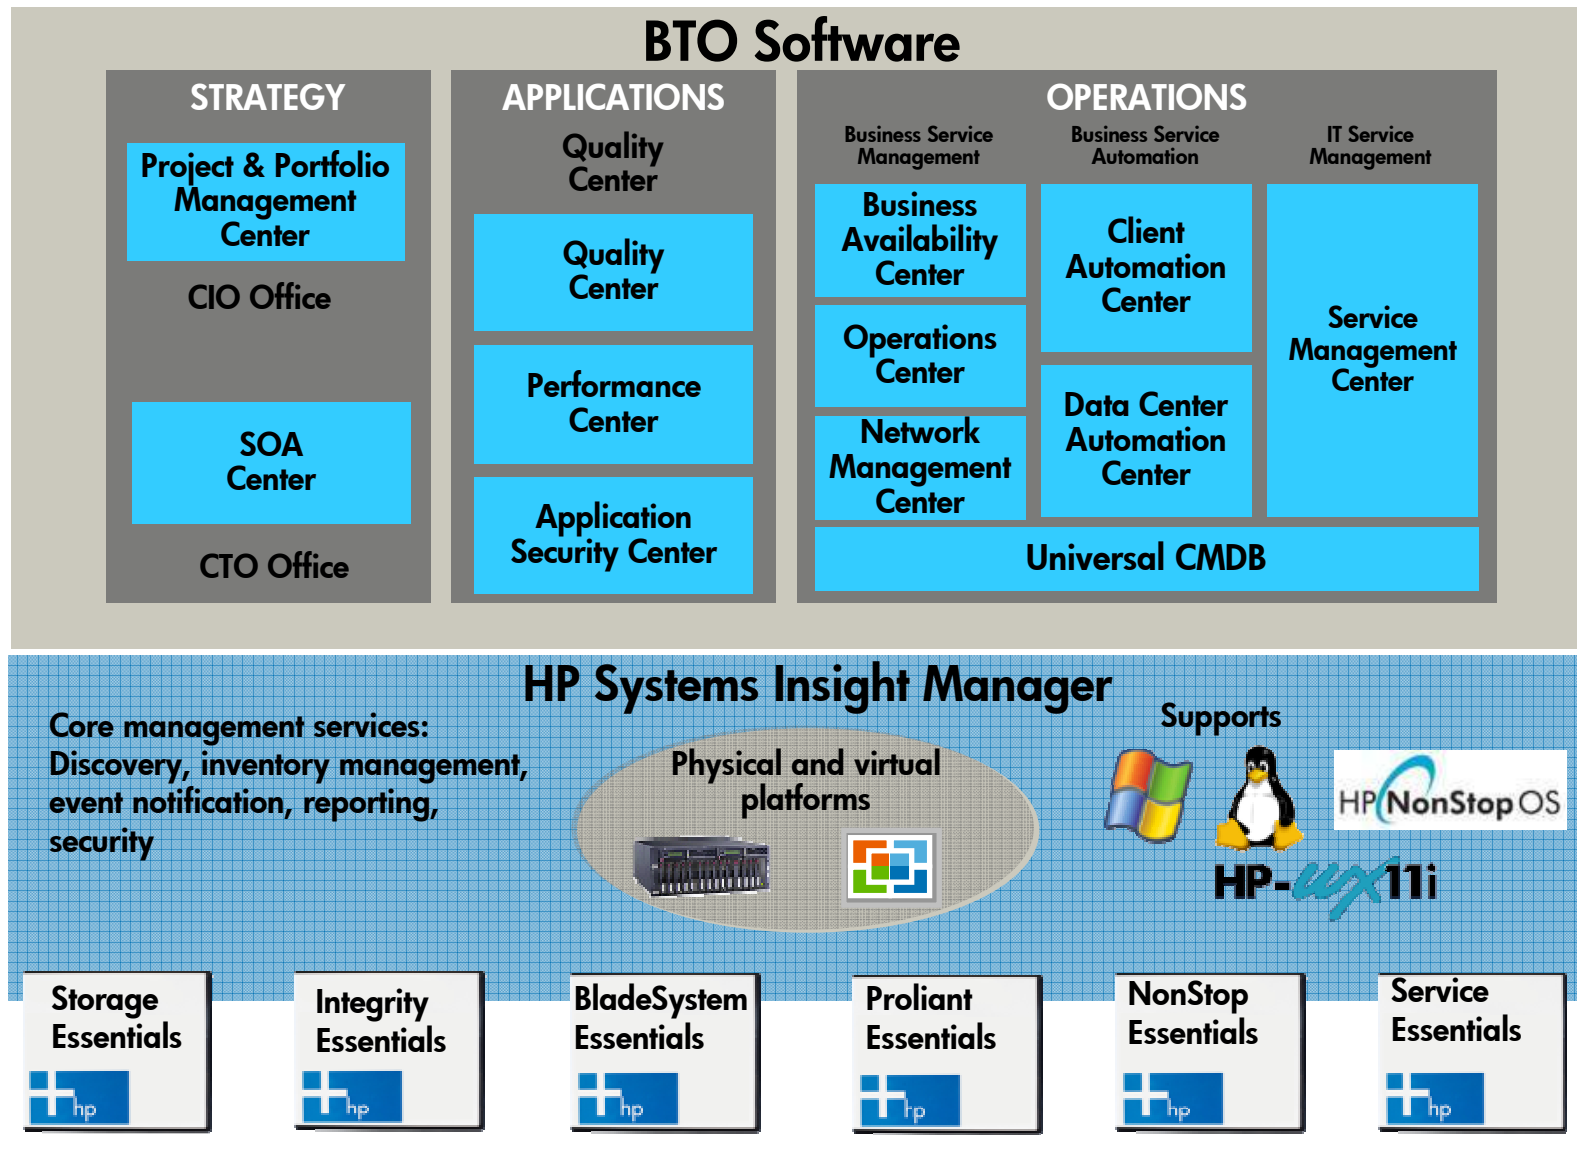 BTO Software
STRATEGY
Project & Portfolio
Management
Center
CIO Office
SOA
Center
CTO Office
APPLICATIONS
Quality
Center
Quality
Center
Performance
Center
Application
Security Center
OPERATIONS
Business Service
Management
Business
Availability
Center
Operations
Center
Network
Management
Center
Business Service
Automation
Client
Automation
Center
Data Center
Automation
Center
IT Service
Management
Service
Management
Center
Universal CMDB
HP Systems Insight Manager
Core management services:
Discovery, inventory management,
event notification, reporting,
security
Physical and virtual
platforms
Supports
HP NonStop OS
HP-ux11i
Storage
Essentials
hp
Integrity
Essentials
hp
BladeSystem
Essentials
hp
Proliant
Essentials
hp
NonStop
Essentials
hp
Service
Essentials
hp